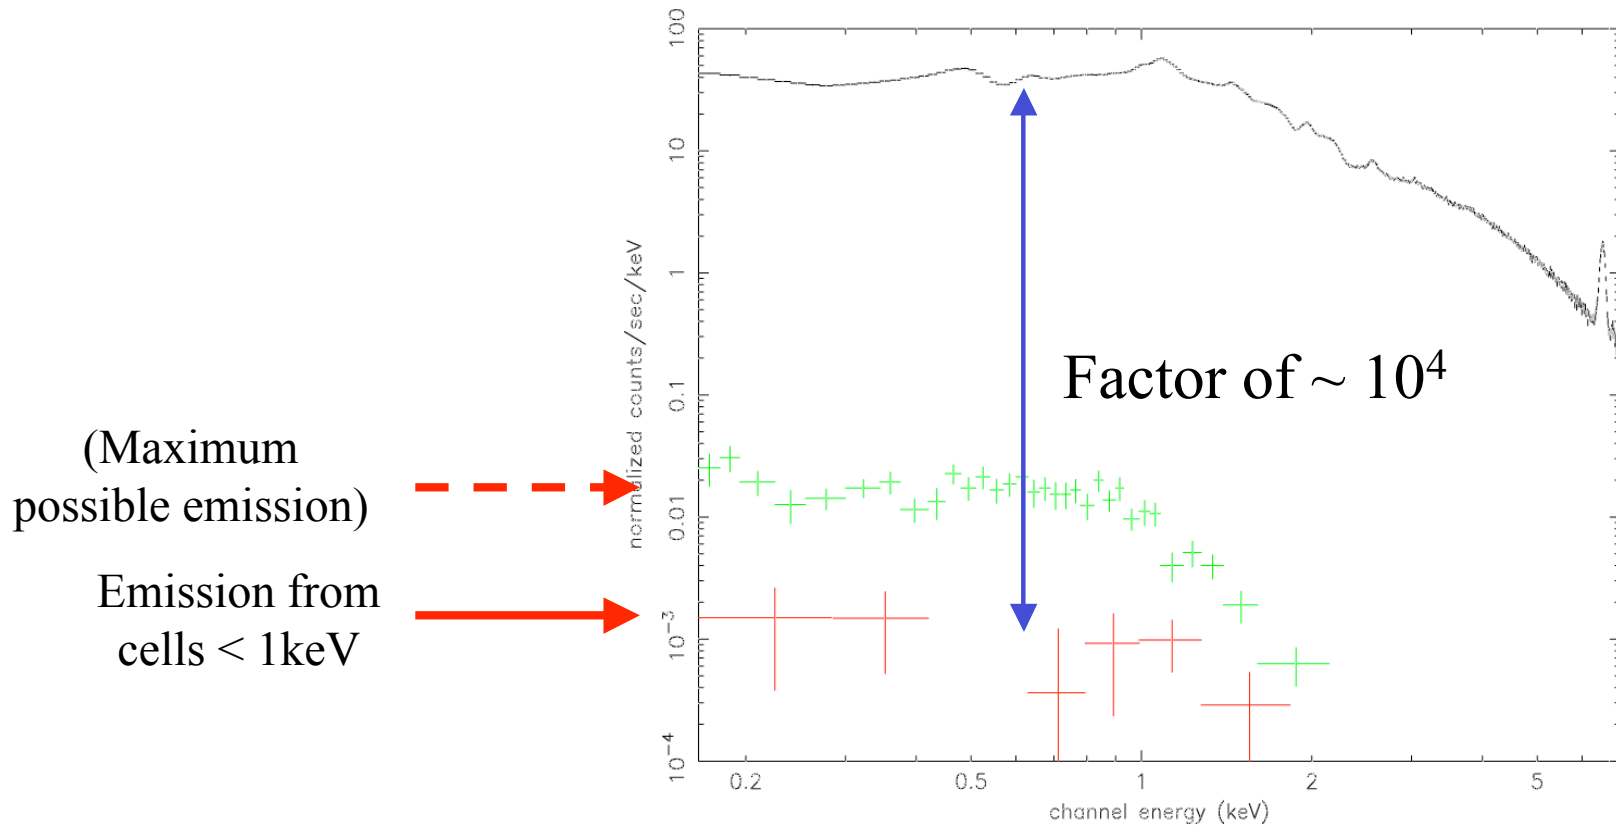 100
10
1
0.1
0.01
10⁻³
10⁻⁴
normalized counts/sec/keV
Factor of ~ 10⁴
(Maximum
possible emission)
Emission from
cells < 1keV
0.2
0.5
1
2
5
channel energy (keV)